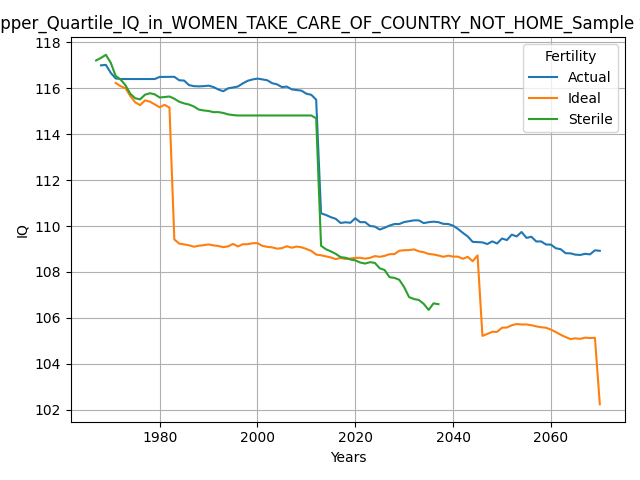 pper_Quartile_IQ_in_WOMEN_TAKE_CARE_OF_COUNTRY_NOT_HOME_Sample
118
116
114
112
110
108
106
104
102
IQ
Fertility
Actual
Ideal
Sterile
1980
2000
2020
2040
2060
Years